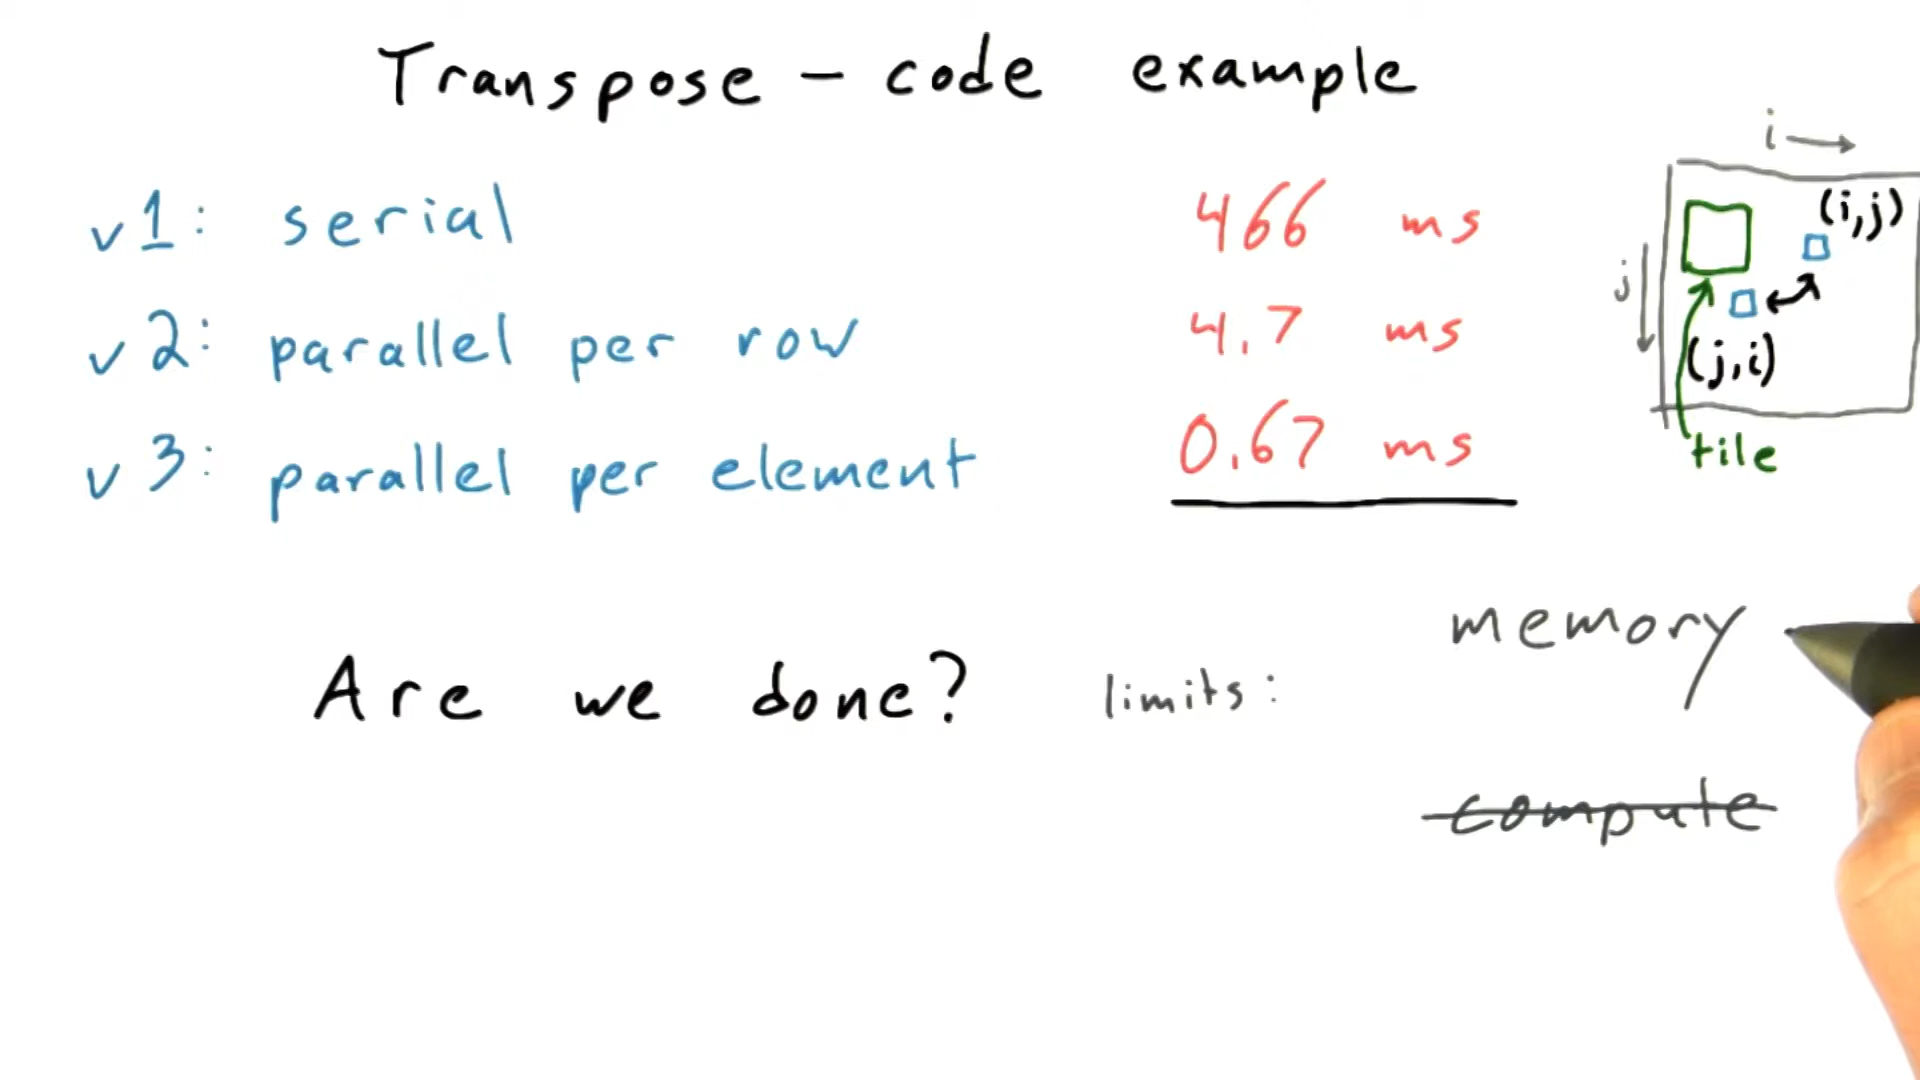 Transpose – code example
i
v1: serial 466 ms
(i,j)
j
v2: parallel per row 4.7 ms
(j,i)
v3: parallel per element 0.67 ms
tile
memory
Are we done? limits:
compute